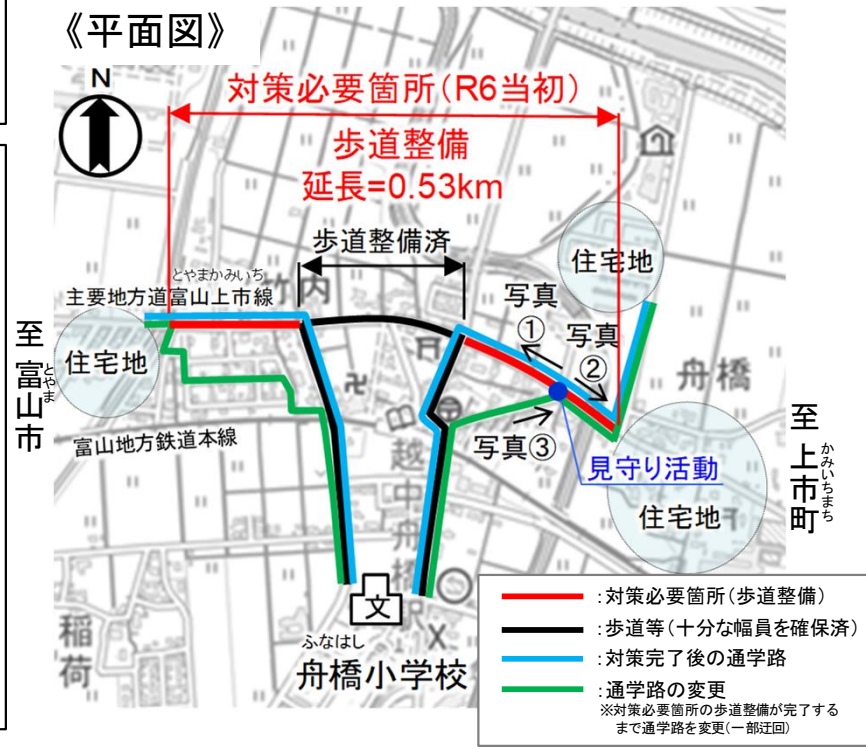 《平面図》
N
対策必要箇所(R6当初)
歩道整備
延長=0.53km
歩道整備済
とやまかみいち
主要地方道富山上市線
竹内
住宅地
写真
①
写真
②
至
富山市
とやま
住宅地
舟橋
富山地方鉄道本線
写真③
見守り活動
至
上市町
かみいちまち
住宅地
越中舟橋駅
文
稲荷
ふなはし
舟橋小学校
:対策必要箇所(歩道整備)
:歩道等(十分な幅員を確保済)
:対策完了後の通学路
:通学路の変更
※対策必要箇所の歩道整備が完了する
まで通学路を変更(一部迂回)